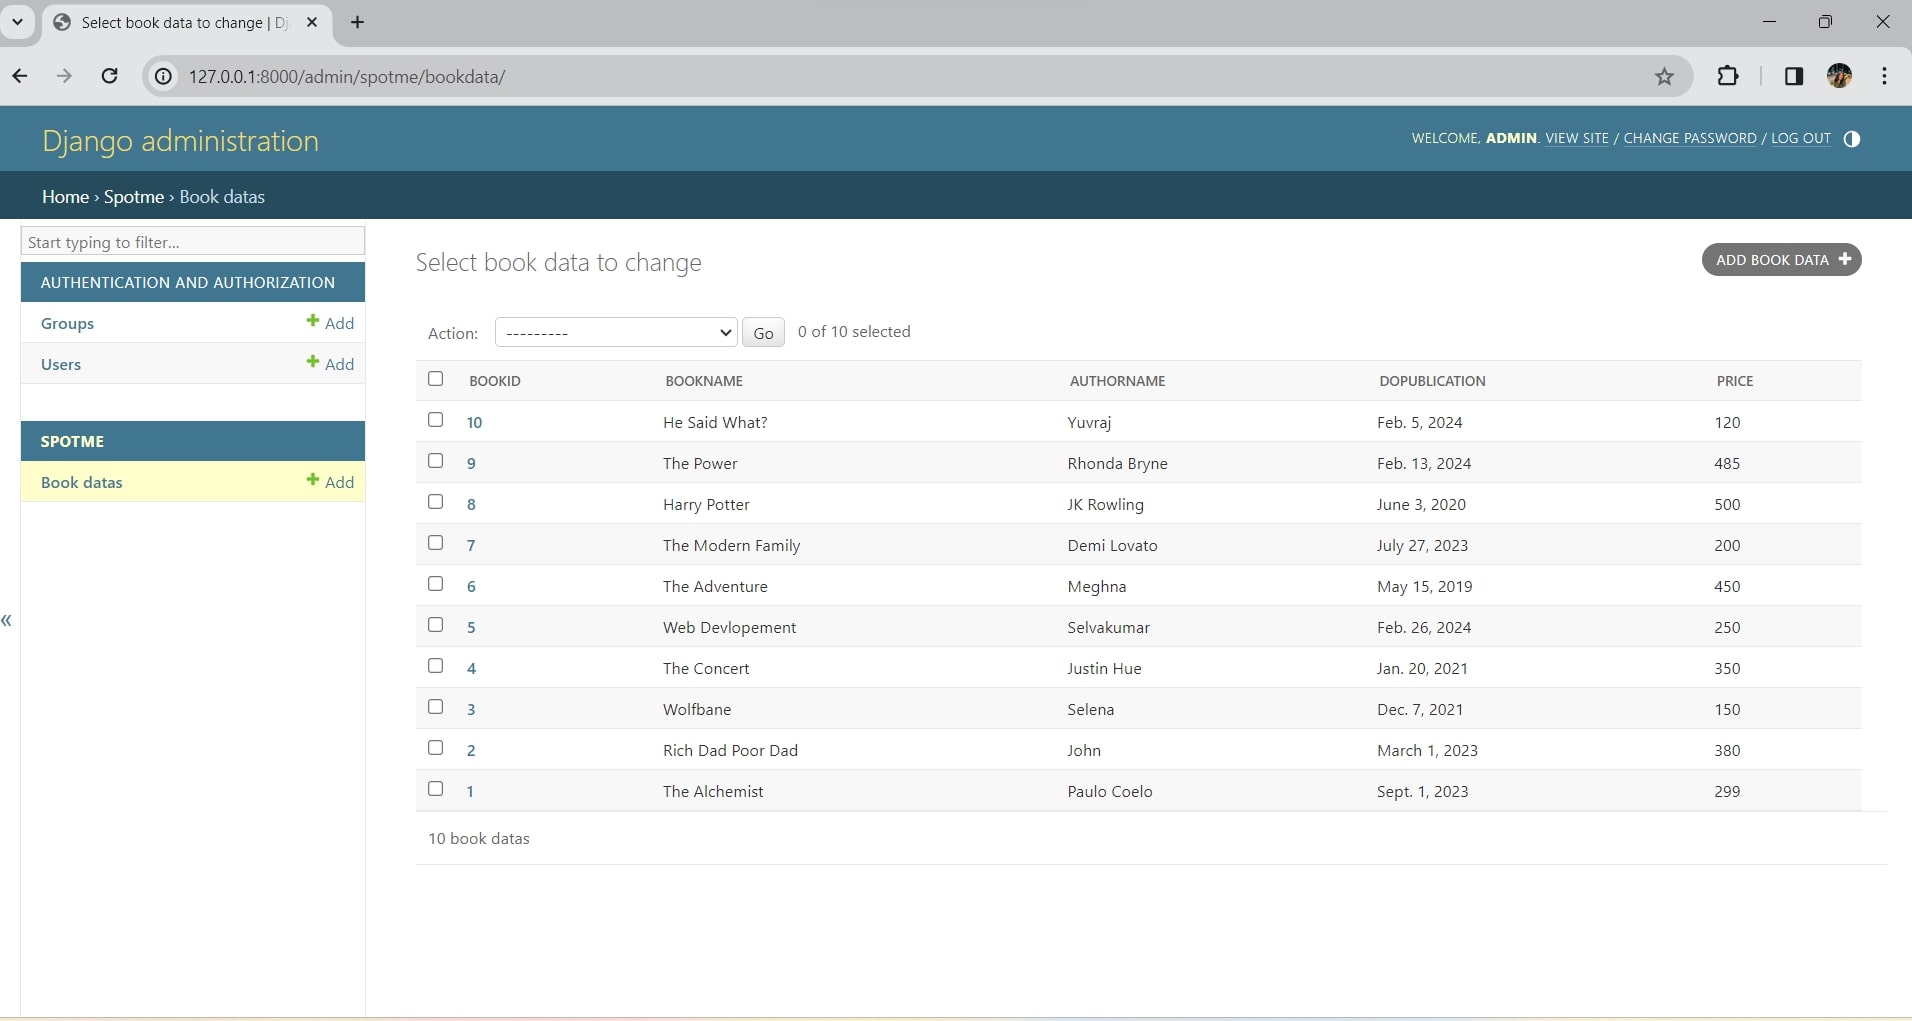 Select book data to change | Dj
127.0.0.1:8000/admin/spotme/bookdata/
Django administration
WELCOME, ADMIN. VIEW SITE / CHANGE PASSWORD / LOG OUT
Home › Spotme › Book datas
Start typing to filter...
AUTHENTICATION AND AUTHORIZATION
Groups Add
Users Add
SPOTME
Book datas Add
«
Select book data to change
ADD BOOK DATA
Action: --------- Go 0 of 10 selected
BOOKID BOOKNAME AUTHORNAME DOPUBLICATION PRICE
10 He Said What? Yuvraj Feb. 5, 2024 120
9 The Power Rhonda Bryne Feb. 13, 2024 485
8 Harry Potter JK Rowling June 3, 2020 500
7 The Modern Family Demi Lovato July 27, 2023 200
6 The Adventure Meghna May 15, 2019 450
5 Web Devlopement Selvakumar Feb. 26, 2024 250
4 The Concert Justin Hue Jan. 20, 2021 350
3 Wolfbane Selena Dec. 7, 2021 150
2 Rich Dad Poor Dad John March 1, 2023 380
1 The Alchemist Paulo Coelo Sept. 1, 2023 299
10 book datas